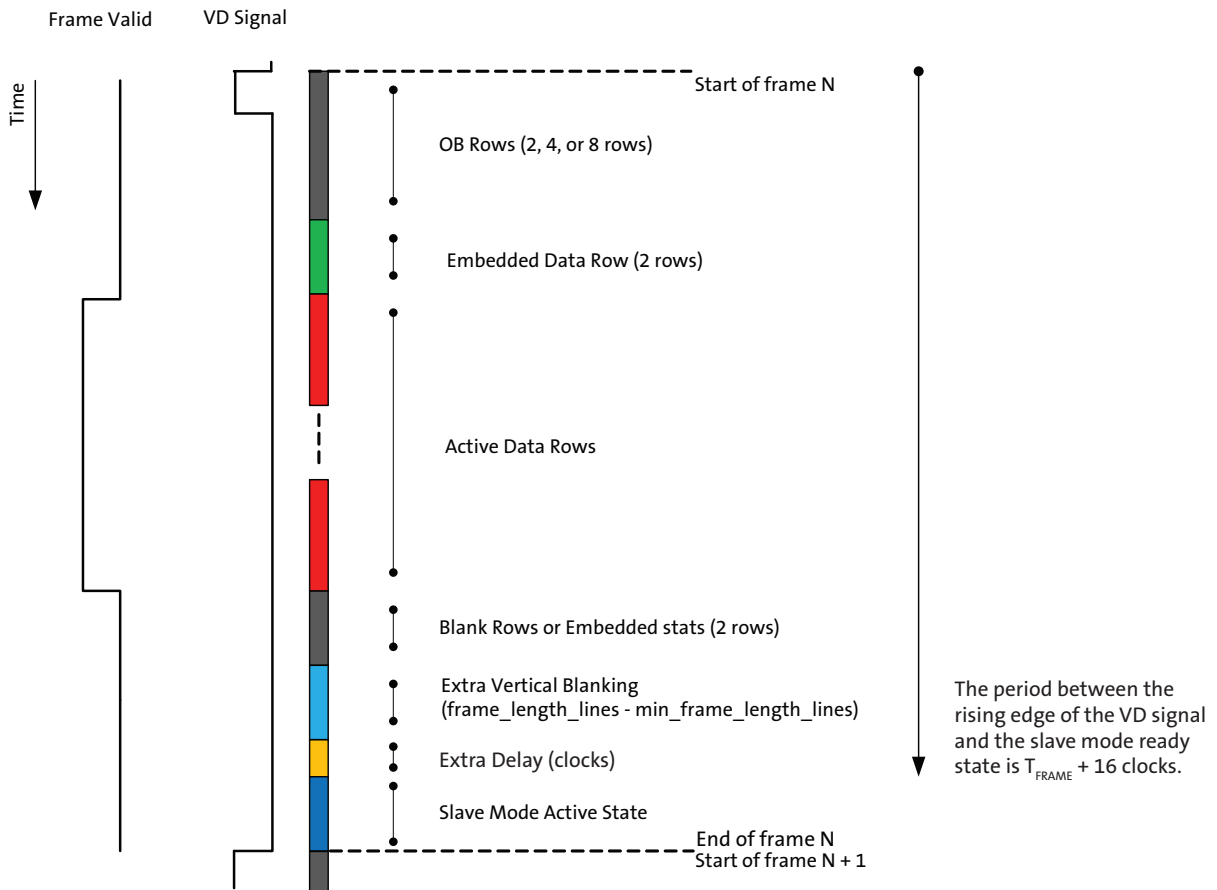 Frame Valid
VD Signal
Time
Start of frame N
OB Rows (2, 4, or 8 rows)
Embedded Data Row (2 rows)
Active Data Rows
Blank Rows or Embedded stats (2 rows)
Extra Vertical Blanking
(frame_length_lines - min_frame_length_lines)
Extra Delay (clocks)
Slave Mode Active State
End of frame N
Start of frame N + 1
The period between the
rising edge of the VD signal
and the slave mode ready
state is TFRAME + 16 clocks.